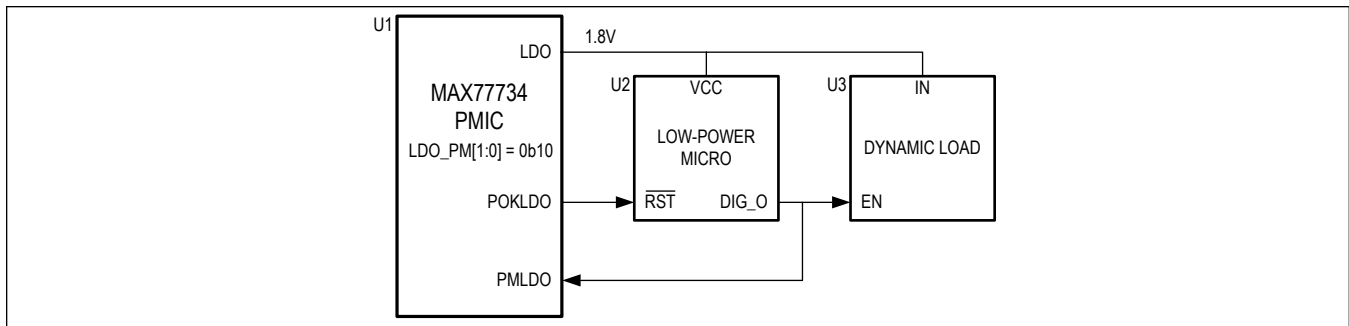 U1
LDO
1.8V
MAX77734
PMIC
LDO_PM[1:0] = 0b10
POKLDO
PMLDO
U2
VCC
LOW-POWER
MICRO
RST
DIG_O
U3
IN
DYNAMIC LOAD
EN